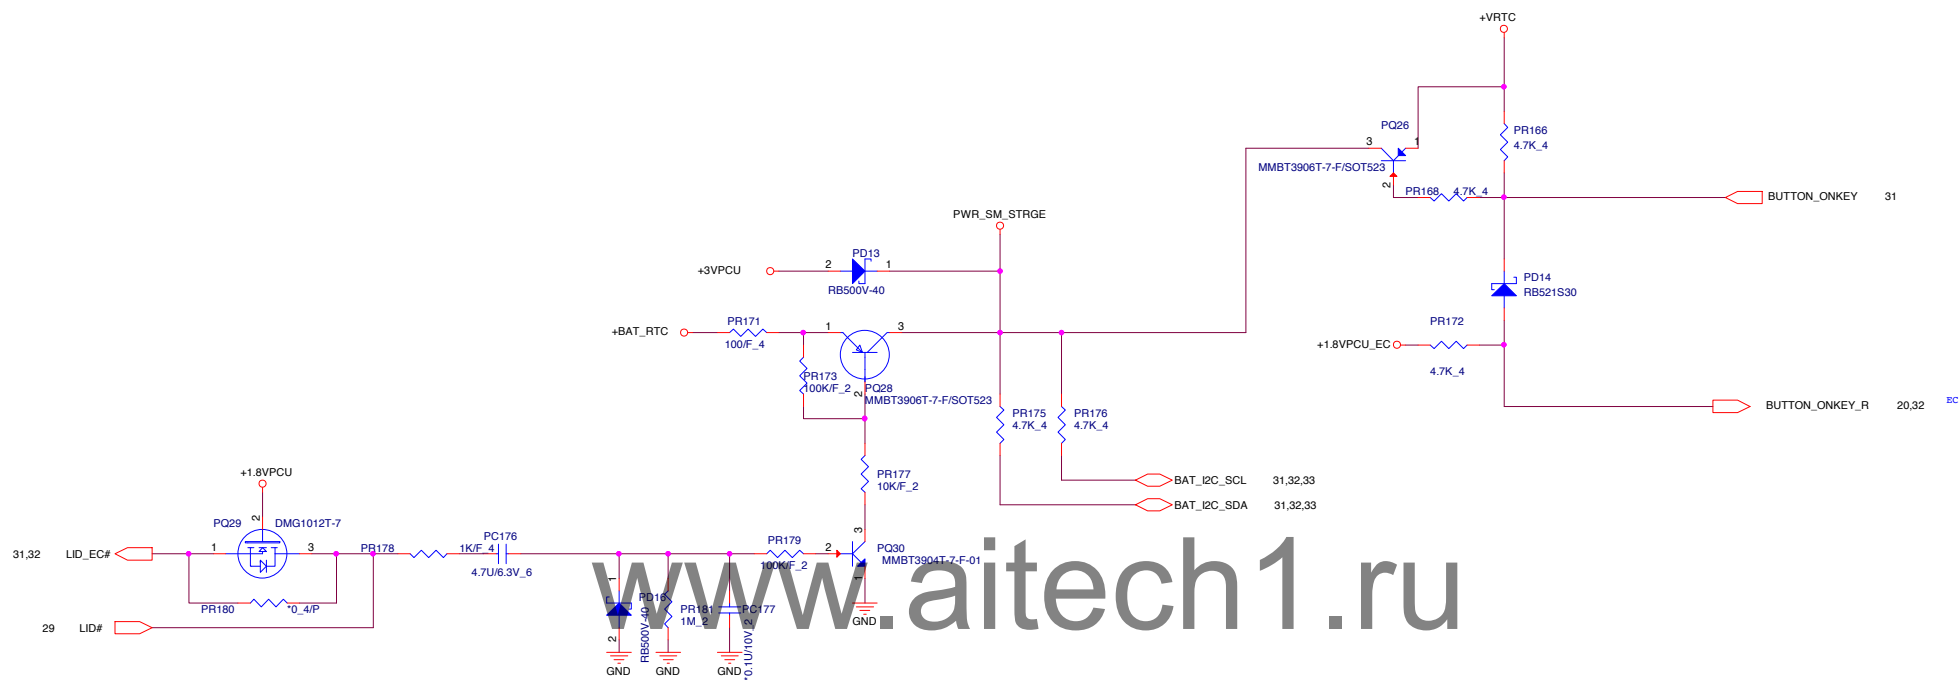 +VRTC
PQ26
3
1
MMBT3906T-7-F/SOT523
2
PR166
4.7K_4
PR168
4.7K_4
BUTTON_ONKEY
31
PWR_SM_STRGE
+3VPCU
2
PD13
1
RB500V-40
PD14
RB521S30
+BAT_RTC
PR171
100/F_4
1
3
PR173
100K/F_2
2
PQ28
MMBT3906T-7-F/SOT523
PR172
+1.8VPCU_EC
4.7K_4
BUTTON_ONKEY_R
20,32
EC
PR175
4.7K_4
PR176
4.7K_4
PR177
10K/F_2
BAT_I2C_SCL
31,32,33
BAT_I2C_SDA
31,32,33
+1.8VPCU
2
PQ29
DMG1012T-7
31,32
LID_EC#
1
3
PR178
1K/F_4
PC176
4.7U/6.3V_6
PR179
100K/F_2
2
3
PQ30
MMBT3904T-7-F-01
1
GND
PR180
*0_4/P
29
LID#
1
PD16
2
RB500V-40
PR181
1M_2
PC177
*0.1U/10V_2
GND
GND
GND
www.aitech1.ru